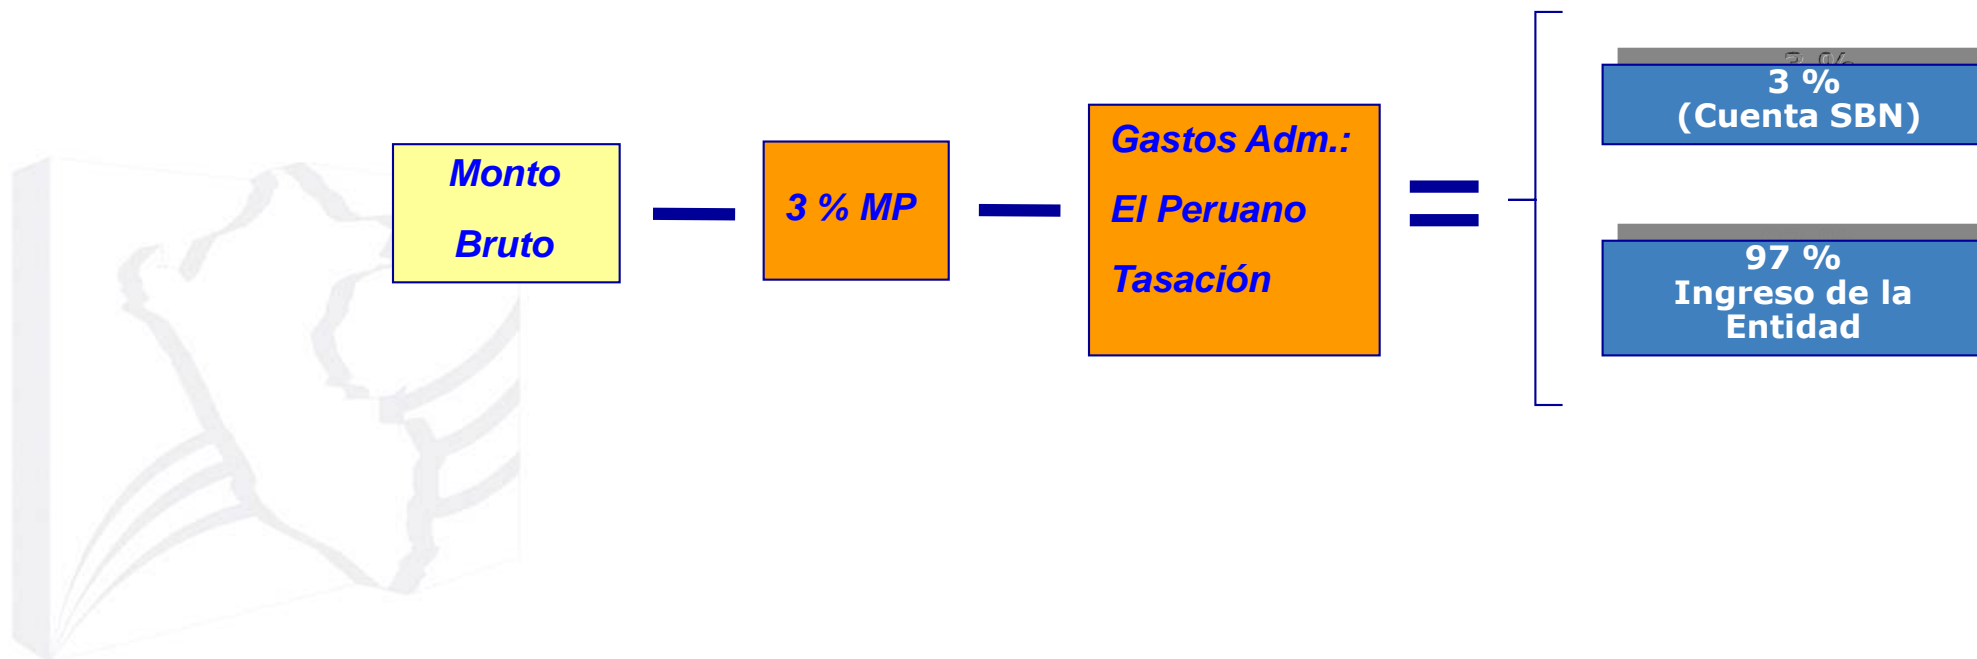 Monto
Bruto
3 % MP
Gastos Adm.:
El Peruano
Tasación
3 %
(Cuenta SBN)
97 %
Ingreso de la
Entidad